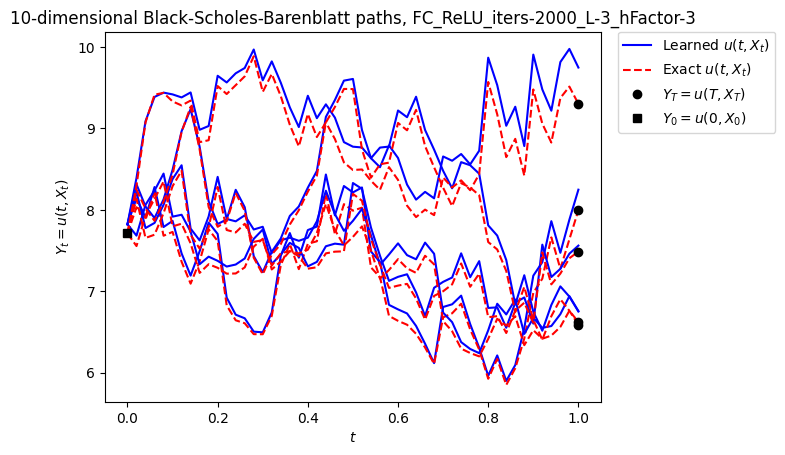 10-dimensional Black-Scholes-Barenblatt paths, FC_ReLU_iters-2000_L-3_hFactor-3
Learned u(t, X_t)
Exact u(t, X_t)
Y_T = u(T, X_T)
Y_0 = u(0, X_0)
Y_t = u(t, X_t)
10
9
8
7
6
0.0 0.2 0.4 0.6 0.8 1.0
t